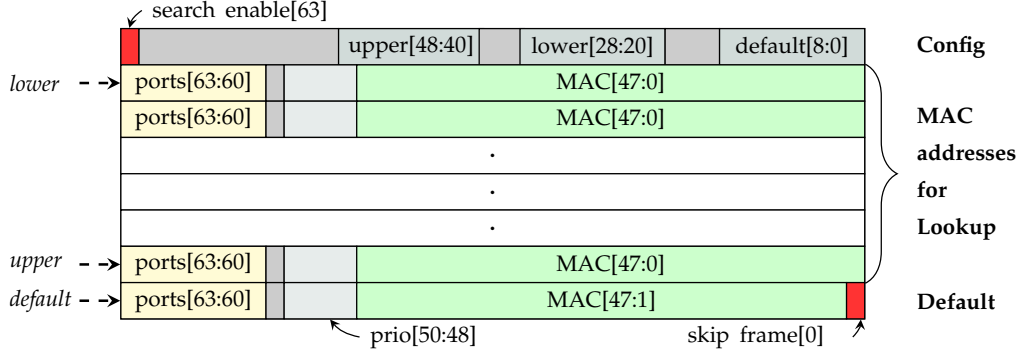 search enable[63]
upper[48:40] lower[28:20] default[8:0] Config
lower ports[63:60] MAC[47:0]
ports[63:60] MAC[47:0] MAC
. addresses
. for
. Lookup
upper ports[63:60] MAC[47:0]
default ports[63:60] MAC[47:1] Default
prio[50:48] skip frame[0]